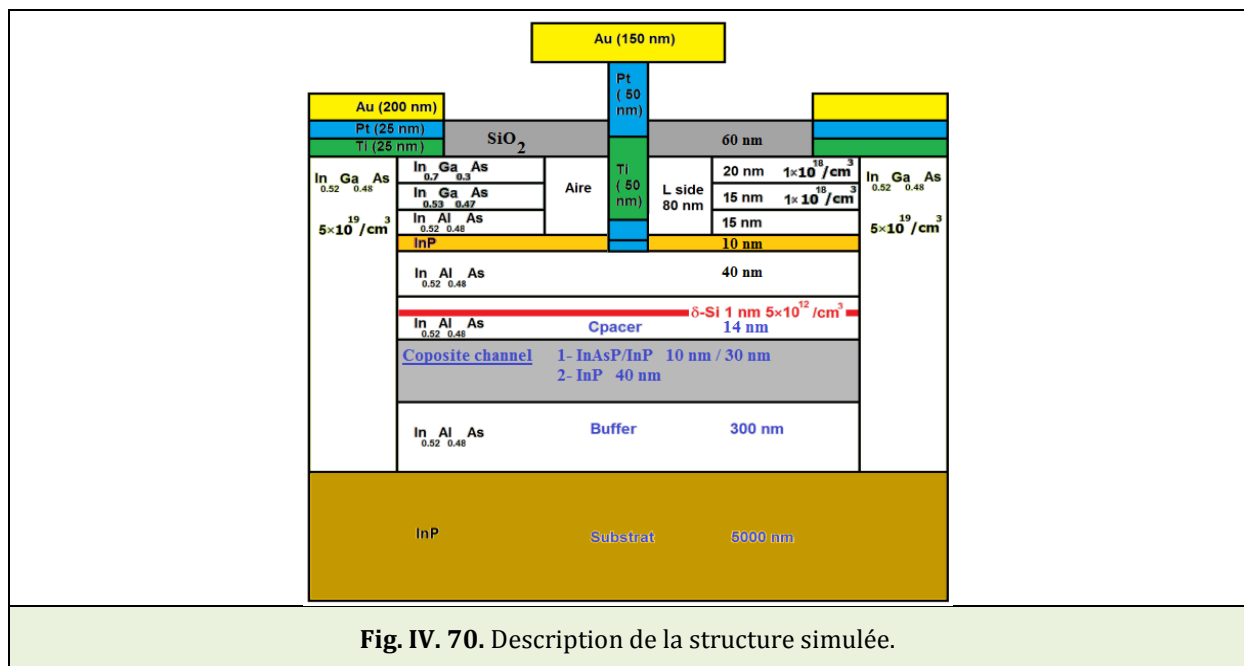 Au (150 nm)
Pt
( 50
nm)
Au (200 nm)
Pt (25 nm)
Ti (25 nm)
SiO2
60 nm
In0.52Ga0.48As
5×10^19/cm^3
In0.7Ga0.3As
In0.53Ga0.47As
In0.52Al0.48As
Aire
Ti
( 50
nm)
L side
80 nm
20 nm 1×10^18/cm^3
15 nm 1×10^18/cm^3
15 nm
In0.52Ga0.48As
5×10^19/cm^3
InP 10 nm
In0.52Al0.48As 40 nm
δ-Si 1 nm 5×10^12/cm^3
In0.52Al0.48As Cpacer 14 nm
Coposite channel 1- InAsP/InP 10 nm / 30 nm
2- InP 40 nm
In0.52Al0.48As Buffer 300 nm
InP Substrat 5000 nm
Fig. IV. 70. Description de la structure simulée.